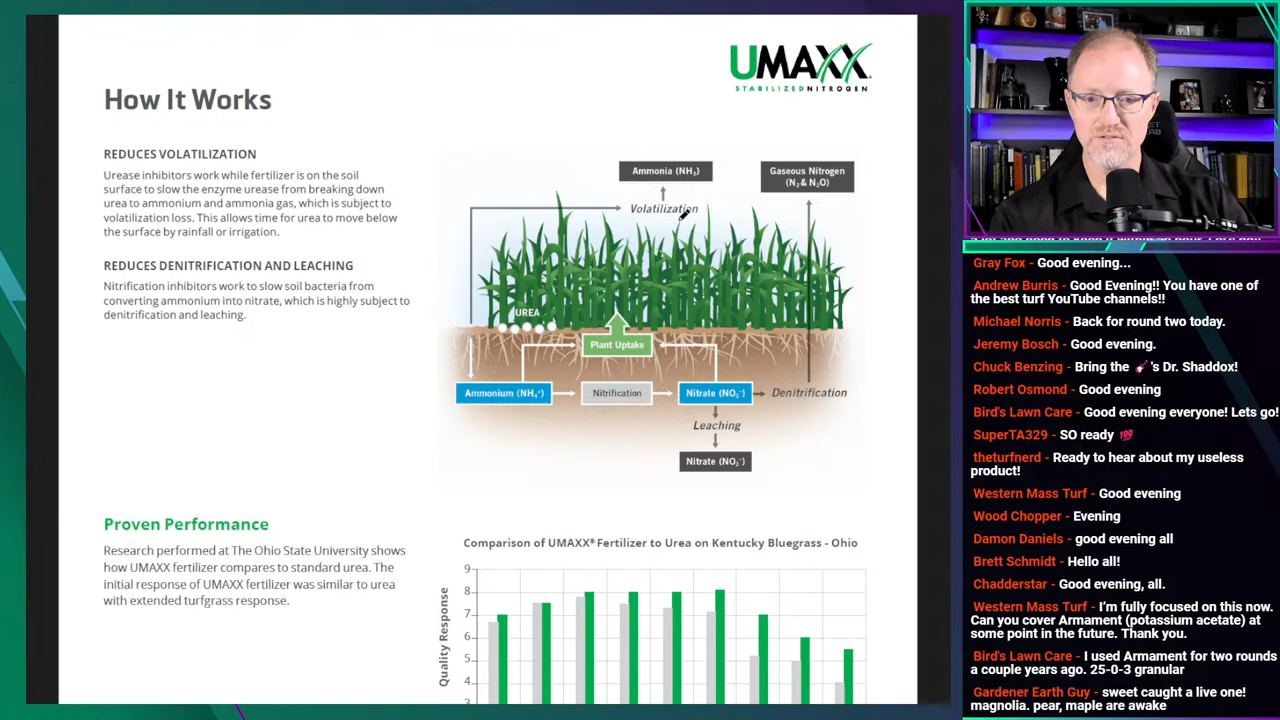 UMAXX
STABILIZEDNITROGEN
How It Works
REDUCES VOLATILIZATION
Urease inhibitors work while fertilizer is on the soil
surface to slow the enzyme urease from breaking down
urea to ammonium and ammonia gas, which is subject to
volatilization loss. This allows time for urea to move below
the surface by rainfall or irrigation.
REDUCES DENITRIFICATION AND LEACHING
Nitrification inhibitors work to slow soil bacteria from
converting ammonium into nitrate, which is highly subject to
denitrification and leaching.
Ammonia (NH₃)
Gaseous Nitrogen
(N₂ & N₂O)
Volatilization
UREA
Plant Uptake
Ammonium (NH₄⁺)
Nitrification
Nitrate (NO₃⁻)
Denitrification
Leaching
Nitrate (NO₃⁻)
Proven Performance
Research performed at The Ohio State University shows
how UMAXX fertilizer compares to standard urea. The
initial response of UMAXX fertilizer was similar to urea
with extended turfgrass response.
Comparison of UMAXX® Fertilizer to Urea on Kentucky Bluegrass - Ohio
Quality Response
9
8
7
6
5
4
3
Gray Fox - Good evening...
Andrew Burris - Good Evening!! You have one of
the best turf YouTube channels!!
Michael Norris - Back for round two today.
Jeremy Bosch - Good evening.
Chuck Benzing - Bring the 🎸's Dr. Shaddox!
Robert Osmond - Good evening
Bird's Lawn Care - Good evening everyone! Lets go!
SuperTA329 - SO ready 💯
theturfnerd - Ready to hear about my useless
product!
Western Mass Turf - Good evening
Wood Chopper - Evening
Damon Daniels - good evening all
Brett Schmidt - Hello all!
Chadderstar - Good evening, all.
Western Mass Turf - I'm fully focused on this now.
Can you cover Armament (potassium acetate) at
some point in the future. Thank you.
Bird's Lawn Care - I used Armament for two rounds
a couple years ago. 25-0-3 granular
Gardener Earth Guy - sweet caught a live one!
magnolia. pear, maple are awake